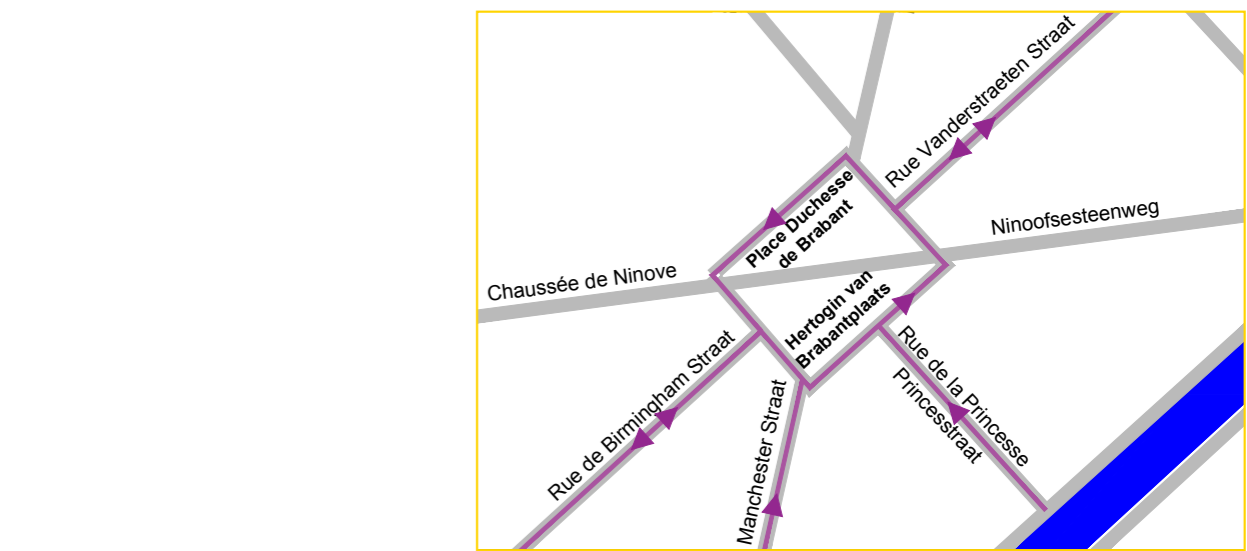 Rue Vanderstraeten Straat
Place Duchesse
de Brabant
Ninoofsesteenweg
Chaussée de Ninove
Hertogin van
Brabantplaats
Rue de Birmingham Straat
Manchester Straat
Rue de la Princesse
Princesstraat